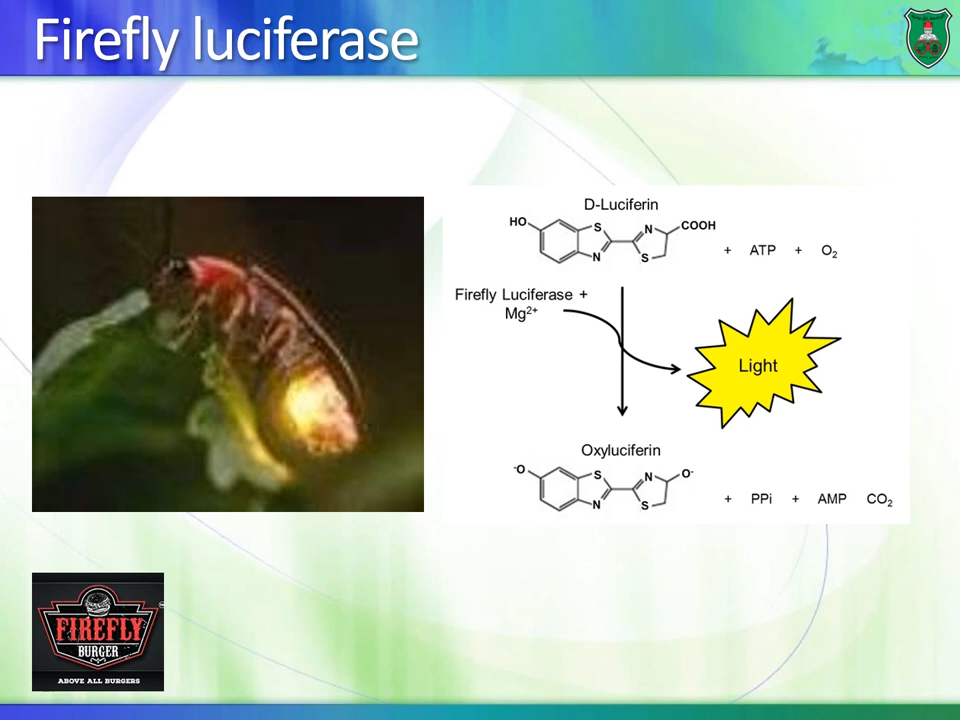 Firefly luciferase
D-Luciferin
HO
S
N
N
S
COOH
+ ATP + O₂
Firefly Luciferase +
Mg²⁺
Light
Oxyluciferin
⁻O
S
N
N
S
O⁻
+ PPi + AMP CO₂
FIREFLY
BURGER
ABOVE ALL BURGERS